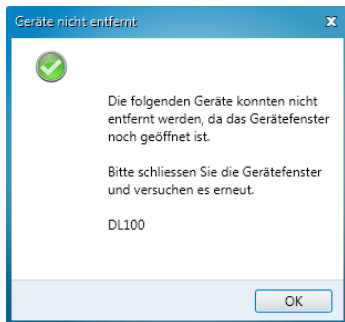 Geräte nicht entfernt
Die folgenden Geräte konnten nicht
entfernt werden, da das Gerätefenster
noch geöffnet ist.
Bitte schliessen Sie die Gerätefenster
und versuchen es erneut.
DL100
OK